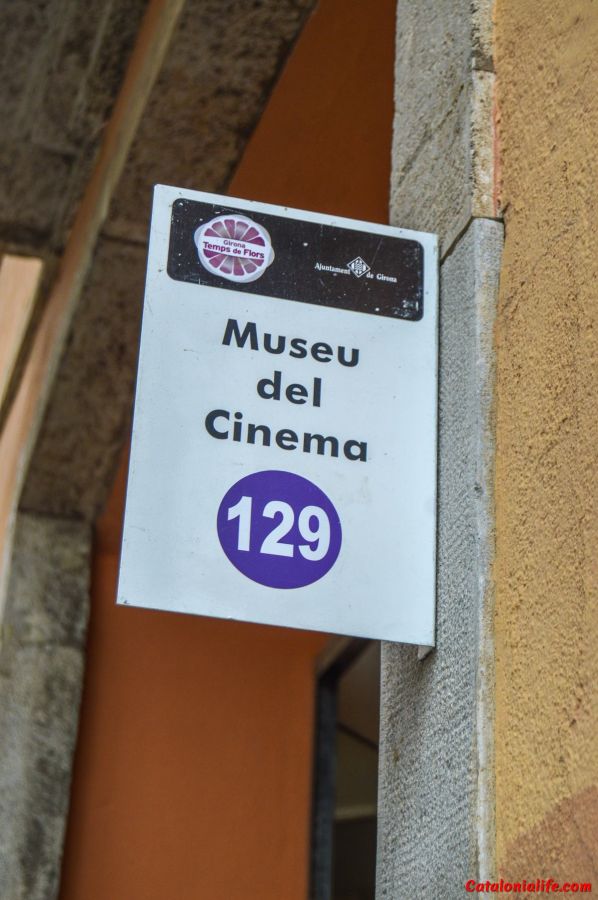 Girona
Temps de Flors
Ajuntament de Girona
Museu
del
Cinema
129
Catalonialife.com